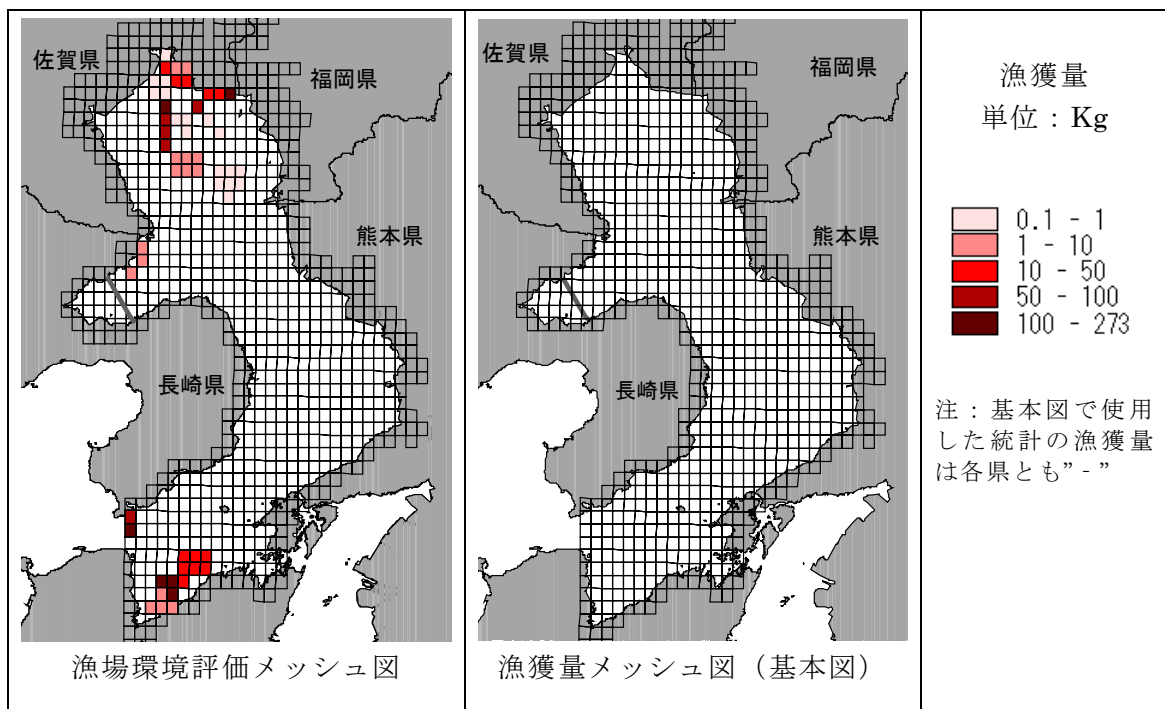 佐賀県
福岡県
熊本県
長崎県
漁場環境評価メッシュ図
佐賀県
福岡県
熊本県
長崎県
漁獲量メッシュ図（基本図）
漁獲量
単位：Kg
0.1 - 1
1 - 10
10 - 50
50 - 100
100 - 273
注：基本図で使用
した統計の漁獲量
は各県とも”-”